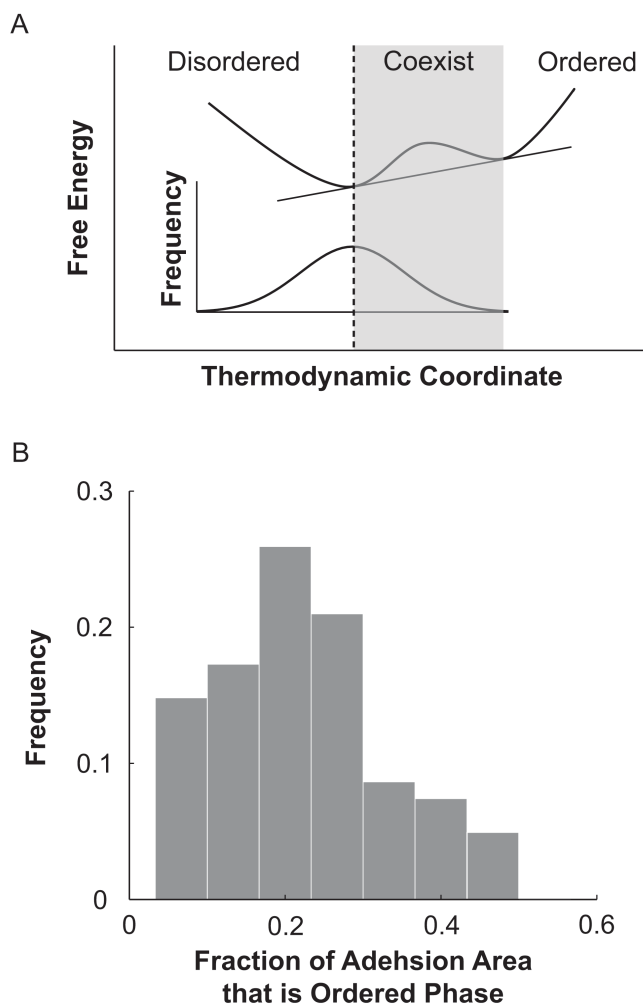 A
Disordered
Coexist
Ordered
Free Energy
Frequency
Thermodynamic Coordinate
B
0.3
0.2
0.1
0
Frequency
0
0.2
0.4
0.6
Fraction of Adehsion Area
that is Ordered Phase